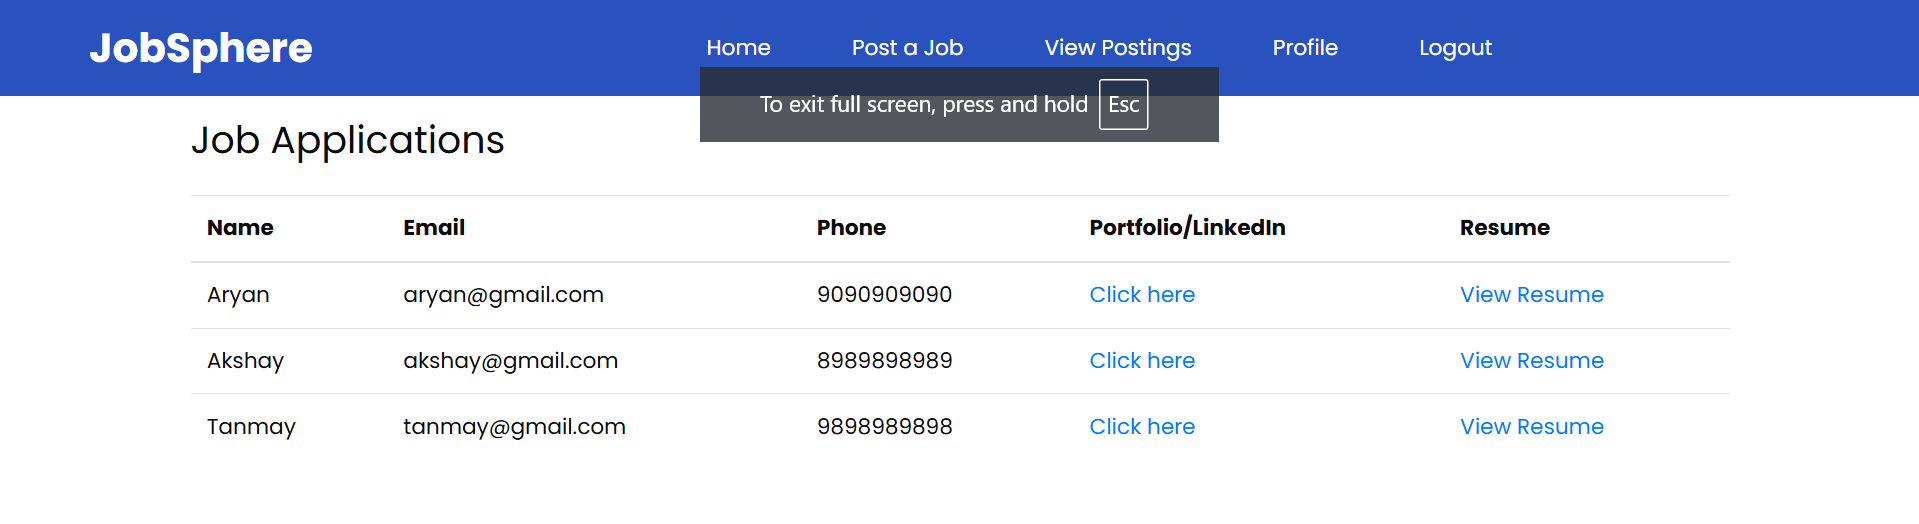 JobSphere Home Post a Job View Postings Profile Logout
To exit full screen, press and hold Esc
Job Applications
Name Email Phone Portfolio/LinkedIn Resume
Aryan aryan@gmail.com 9090909090 Click here View Resume
Akshay akshay@gmail.com 8989898989 Click here View Resume
Tanmay tanmay@gmail.com 9898989898 Click here View Resume